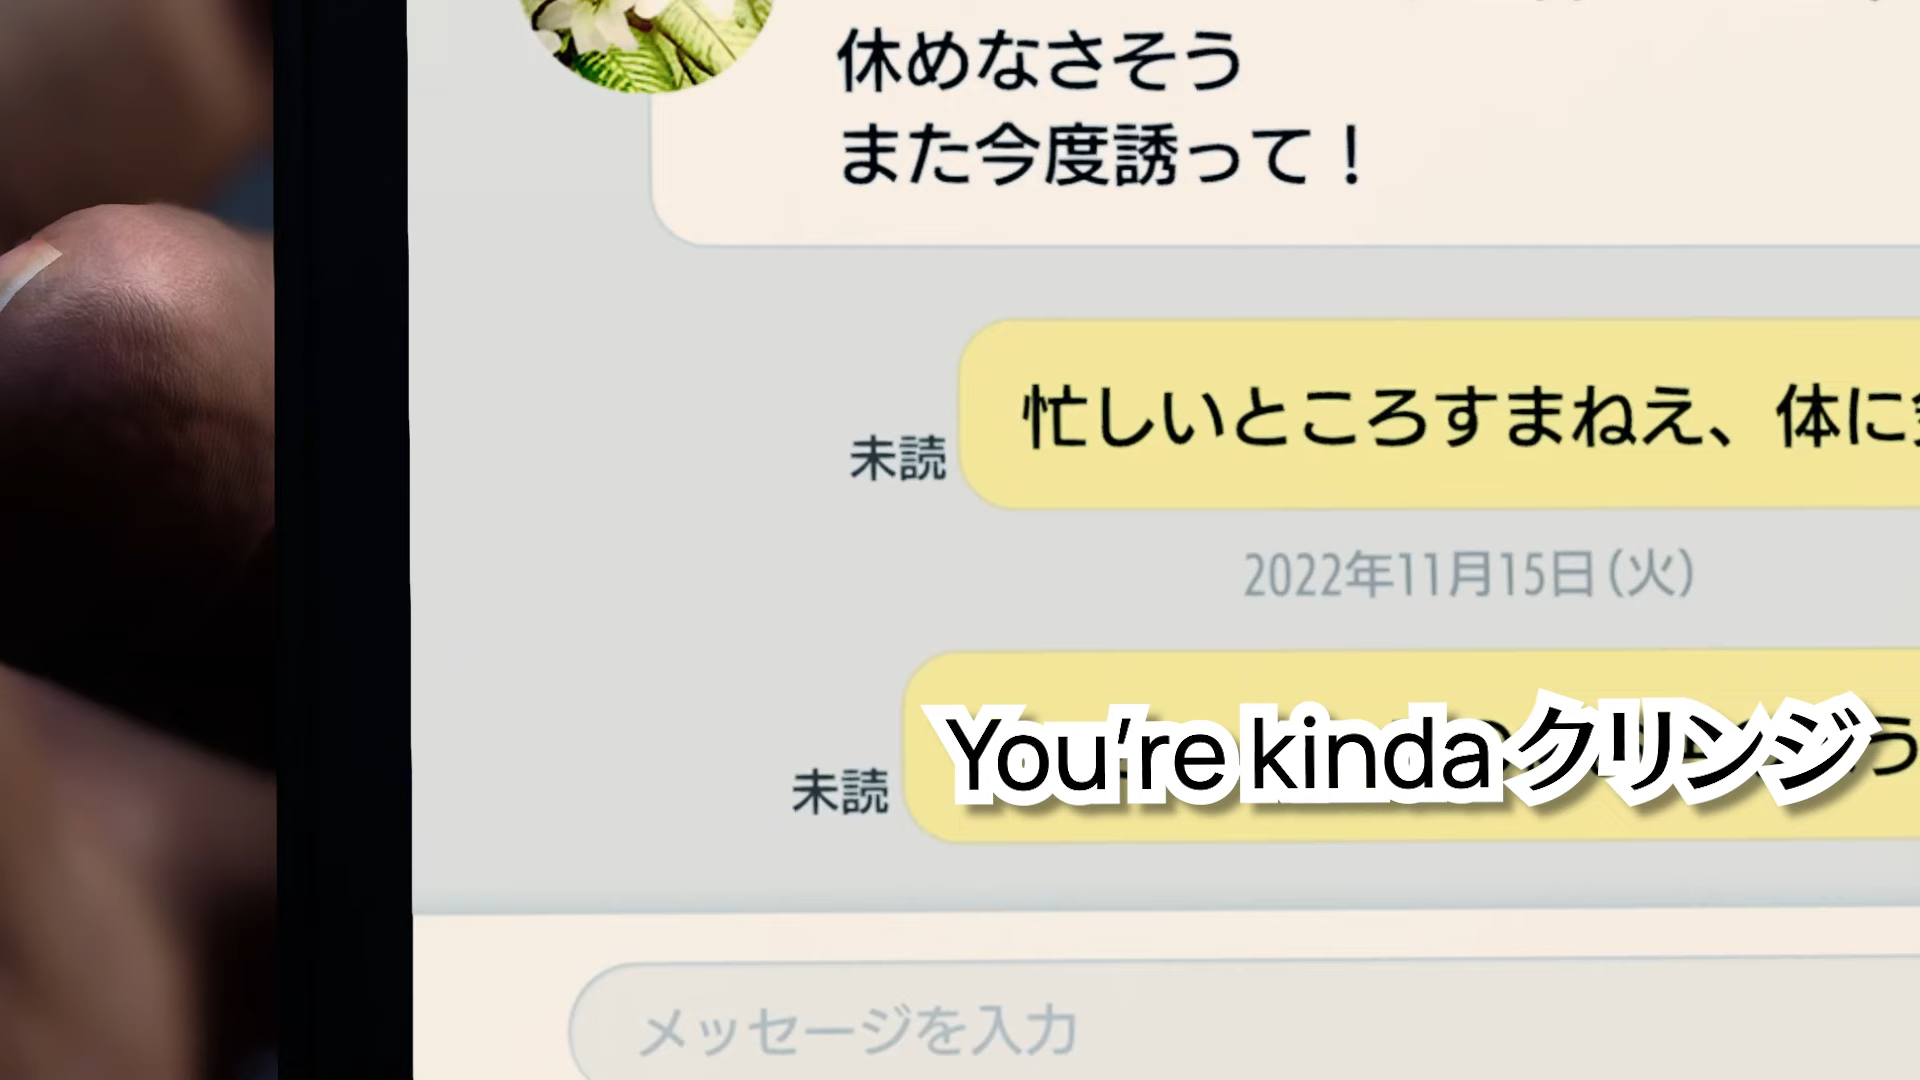 休めなさそう
また今度誘って！
忙しいところすまねえ、体に
未読
2022年11月15日(火)
You're kinda クリンジ
う
未読
メッセージを入力